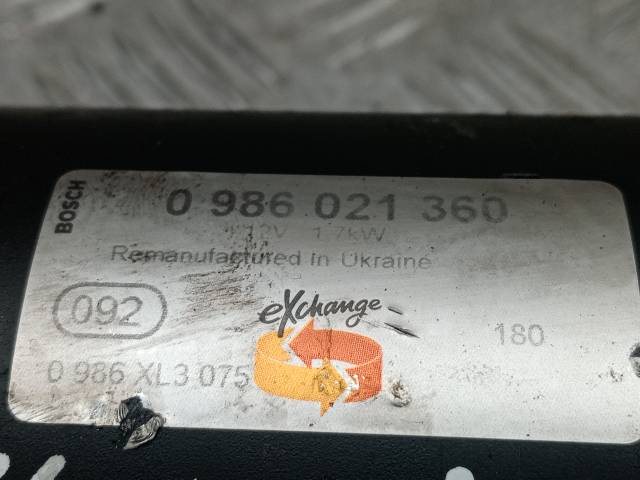 BOSCH
0 986 021 360
12V 1.7kW
Remanufactured in Ukraine
eXchange
092
180
0 986 XL3 075